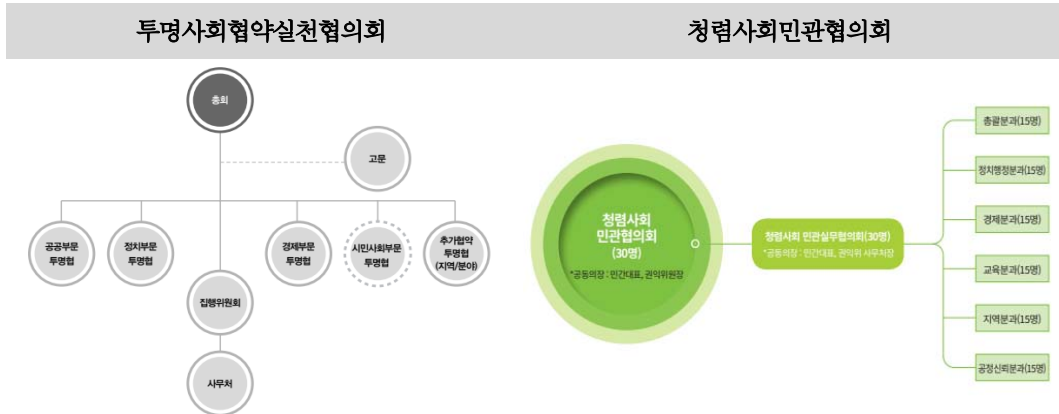 투명사회협약실천협의회
청렴사회민관협의회
총회
고문
공공부문
투명협
정치부문
투명협
경제부문
투명협
시민사회부문
투명협
추가협약
투명협
(지역/분야)
집행위원회
사무처
청렴사회
민관협의회
(30명)
*공동의장 : 민간대표, 권익위원장
청렴사회 민관실무협의회(30명)
*공동의장 : 민간대표, 권익위 사무처장
총괄분과(15명)
정치행정분과(15명)
경제분과(15명)
교육분과(15명)
지역분과(15명)
공정신뢰분과(15명)